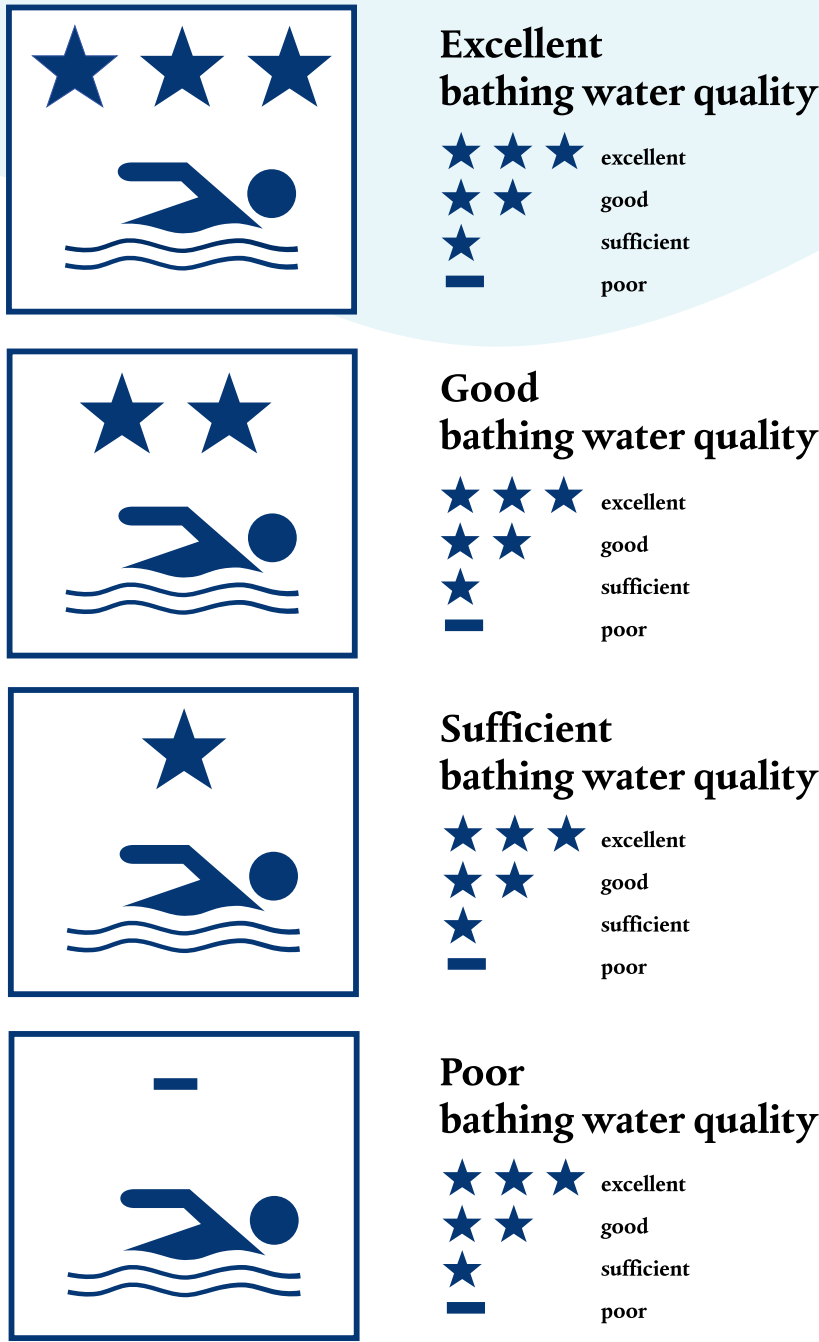 Excellent
bathing water quality
excellent
good
sufficient
poor
Good
bathing water quality
excellent
good
sufficient
poor
Sufficient
bathing water quality
excellent
good
sufficient
poor
Poor
bathing water quality
excellent
good
sufficient
poor